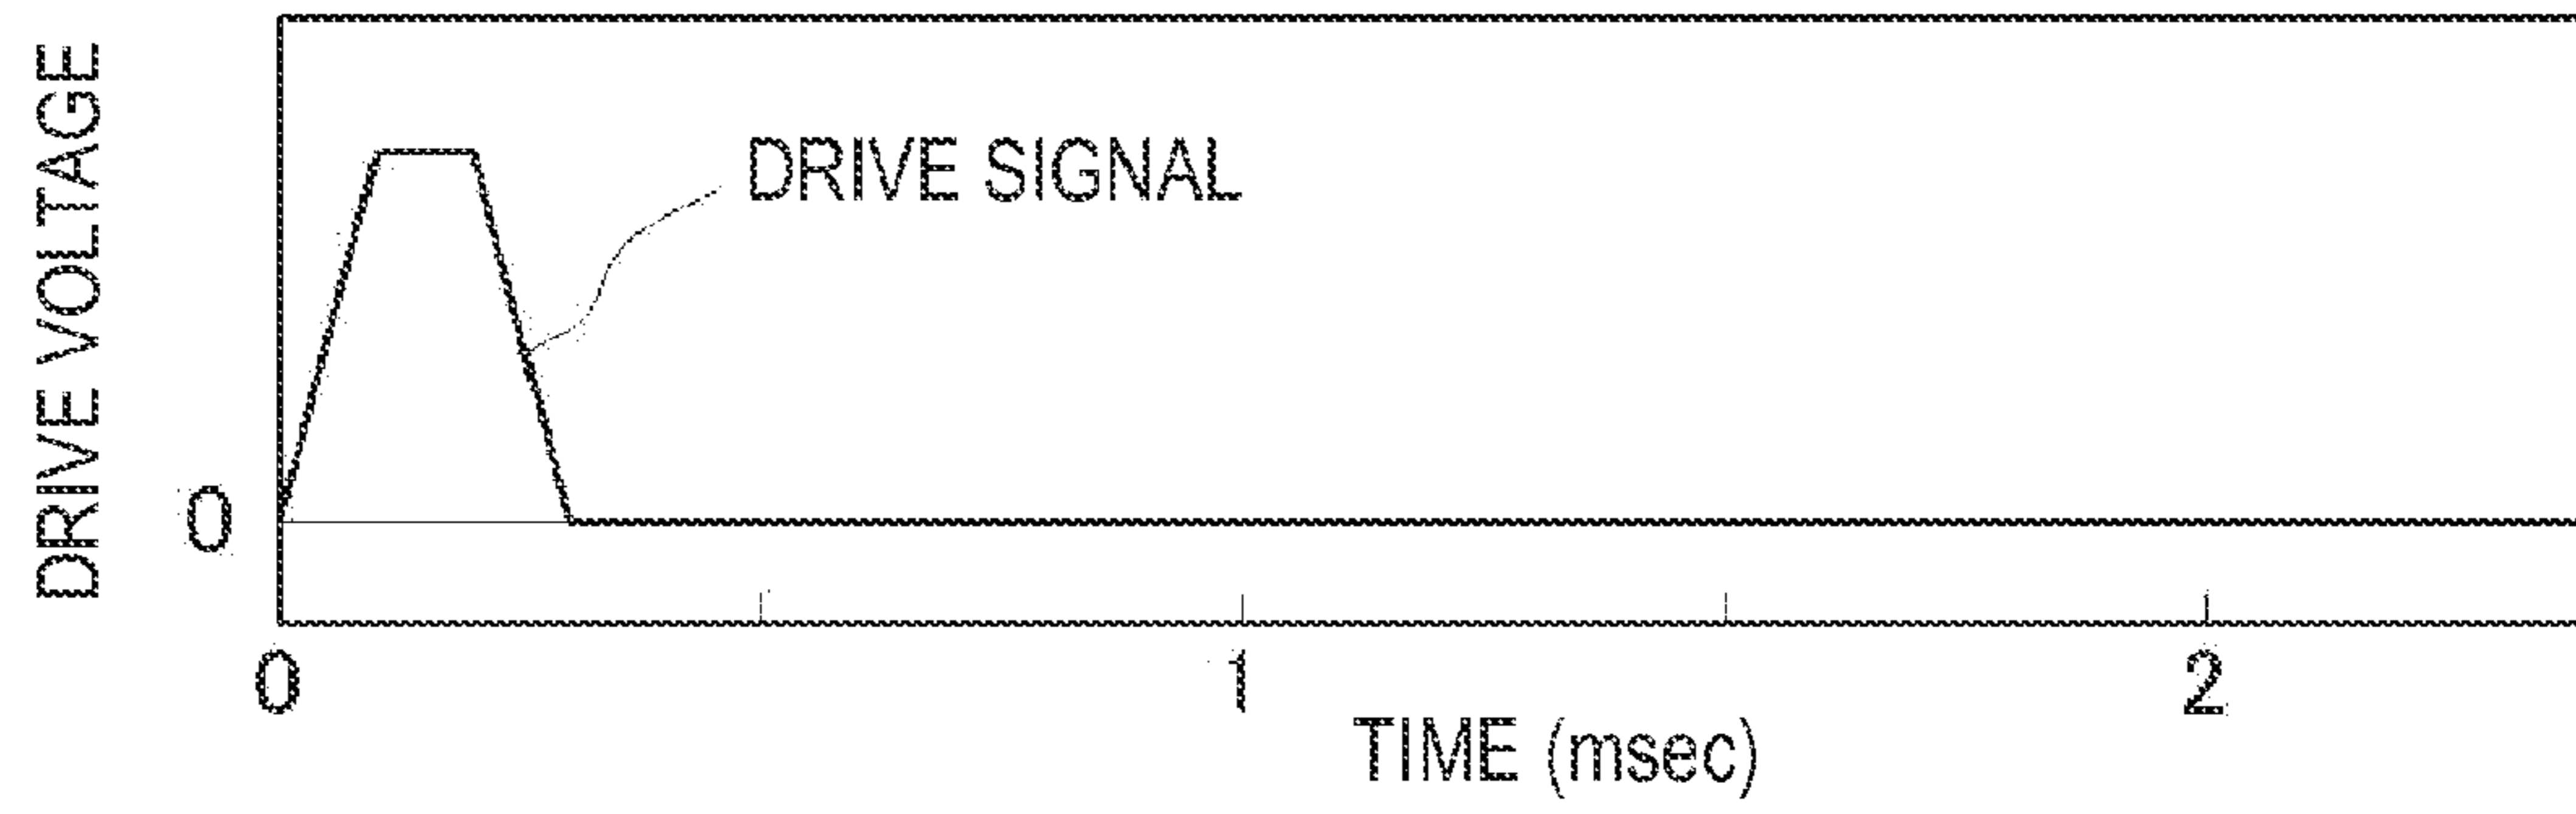 DRIVE VOLTAGE
DRIVE SIGNAL
0
0 1 2
TIME (msec)